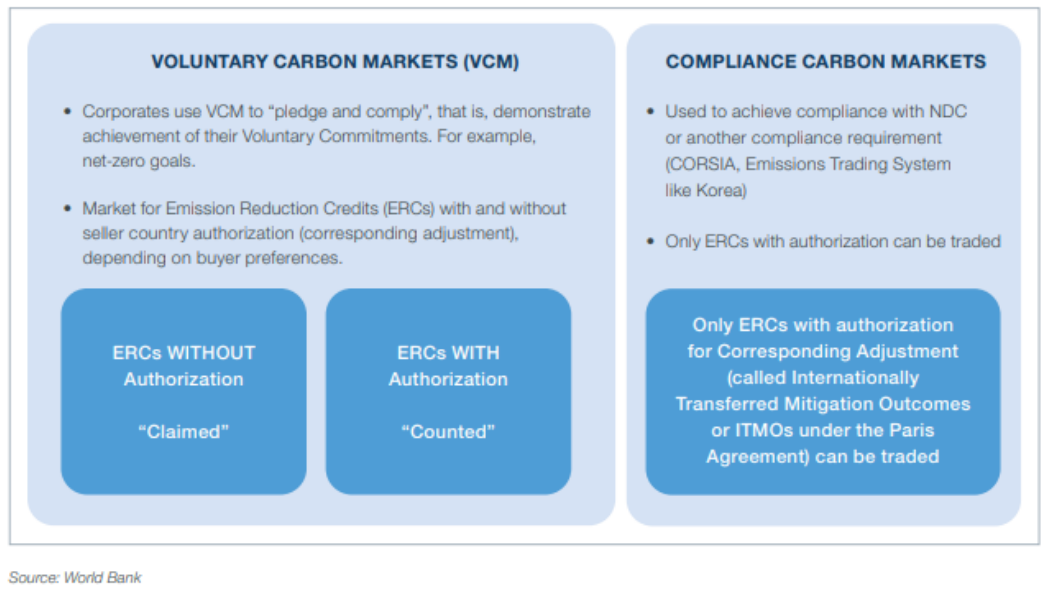 VOLUNTARY CARBON MARKETS (VCM)
• Corporates use VCM to “pledge and comply”, that is, demonstrate
achievement of their Voluntary Commitments. For example,
net-zero goals.
• Market for Emission Reduction Credits (ERCs) with and without
seller country authorization (corresponding adjustment),
depending on buyer preferences.
ERCs WITHOUT
Authorization
“Claimed”
ERCs WITH
Authorization
“Counted”
COMPLIANCE CARBON MARKETS
• Used to achieve compliance with NDC
or another compliance requirement
(CORSIA, Emissions Trading System
like Korea)
• Only ERCs with authorization can be traded
Only ERCs with authorization
for Corresponding Adjustment
(called Internationally
Transferred Mitigation Outcomes
or ITMOs under the Paris
Agreement) can be traded
Source: World Bank